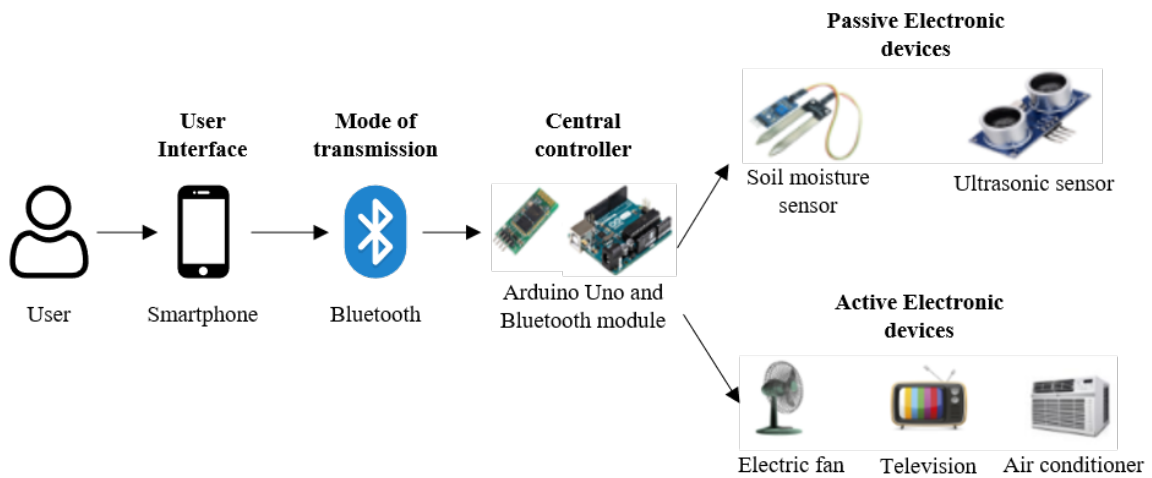 User
Interface
Mode of
transmission
Central
controller
Passive Electronic
devices
User
Smartphone
Bluetooth
Arduino Uno and
Bluetooth module
Soil moisture
sensor
Ultrasonic sensor
Active Electronic
devices
Electric fan
Television
Air conditioner